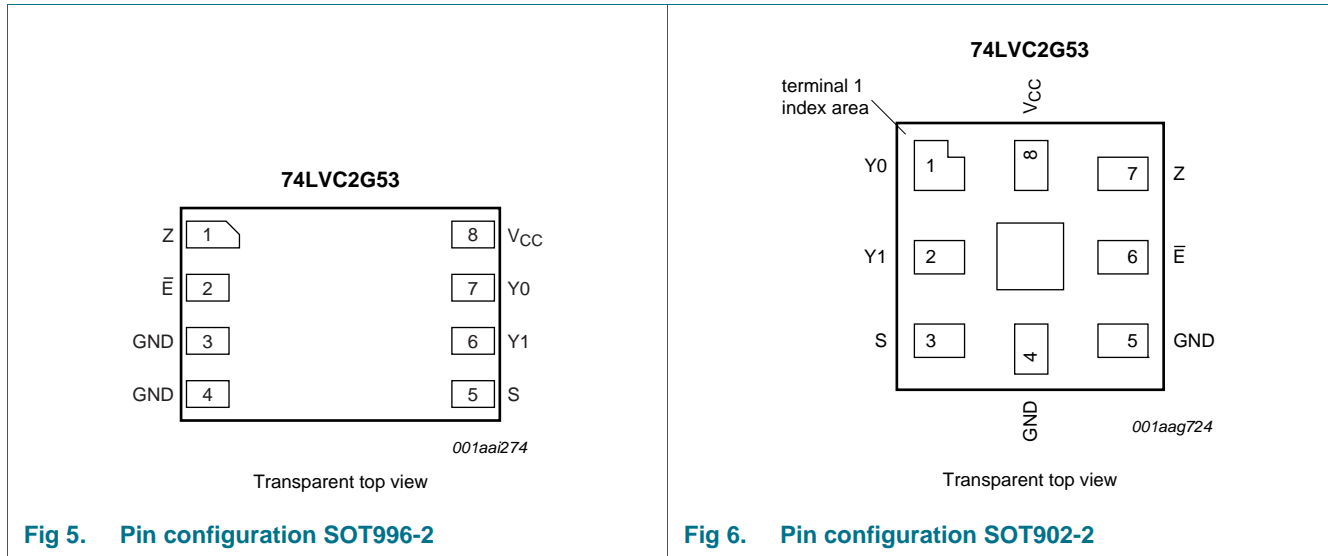 74LVC2G53
Z 1 8 VCC
E̅ 2 7 Y0
GND 3 6 Y1
GND 4 5 S
001aai274
Transparent top view
Fig 5. Pin configuration SOT996-2
74LVC2G53
terminal 1
index area
VCC
Y0 1 8 7 Z
Y1 2 6 E̅
S 3 4 5 GND
GND
001aag724
Transparent top view
Fig 6. Pin configuration SOT902-2